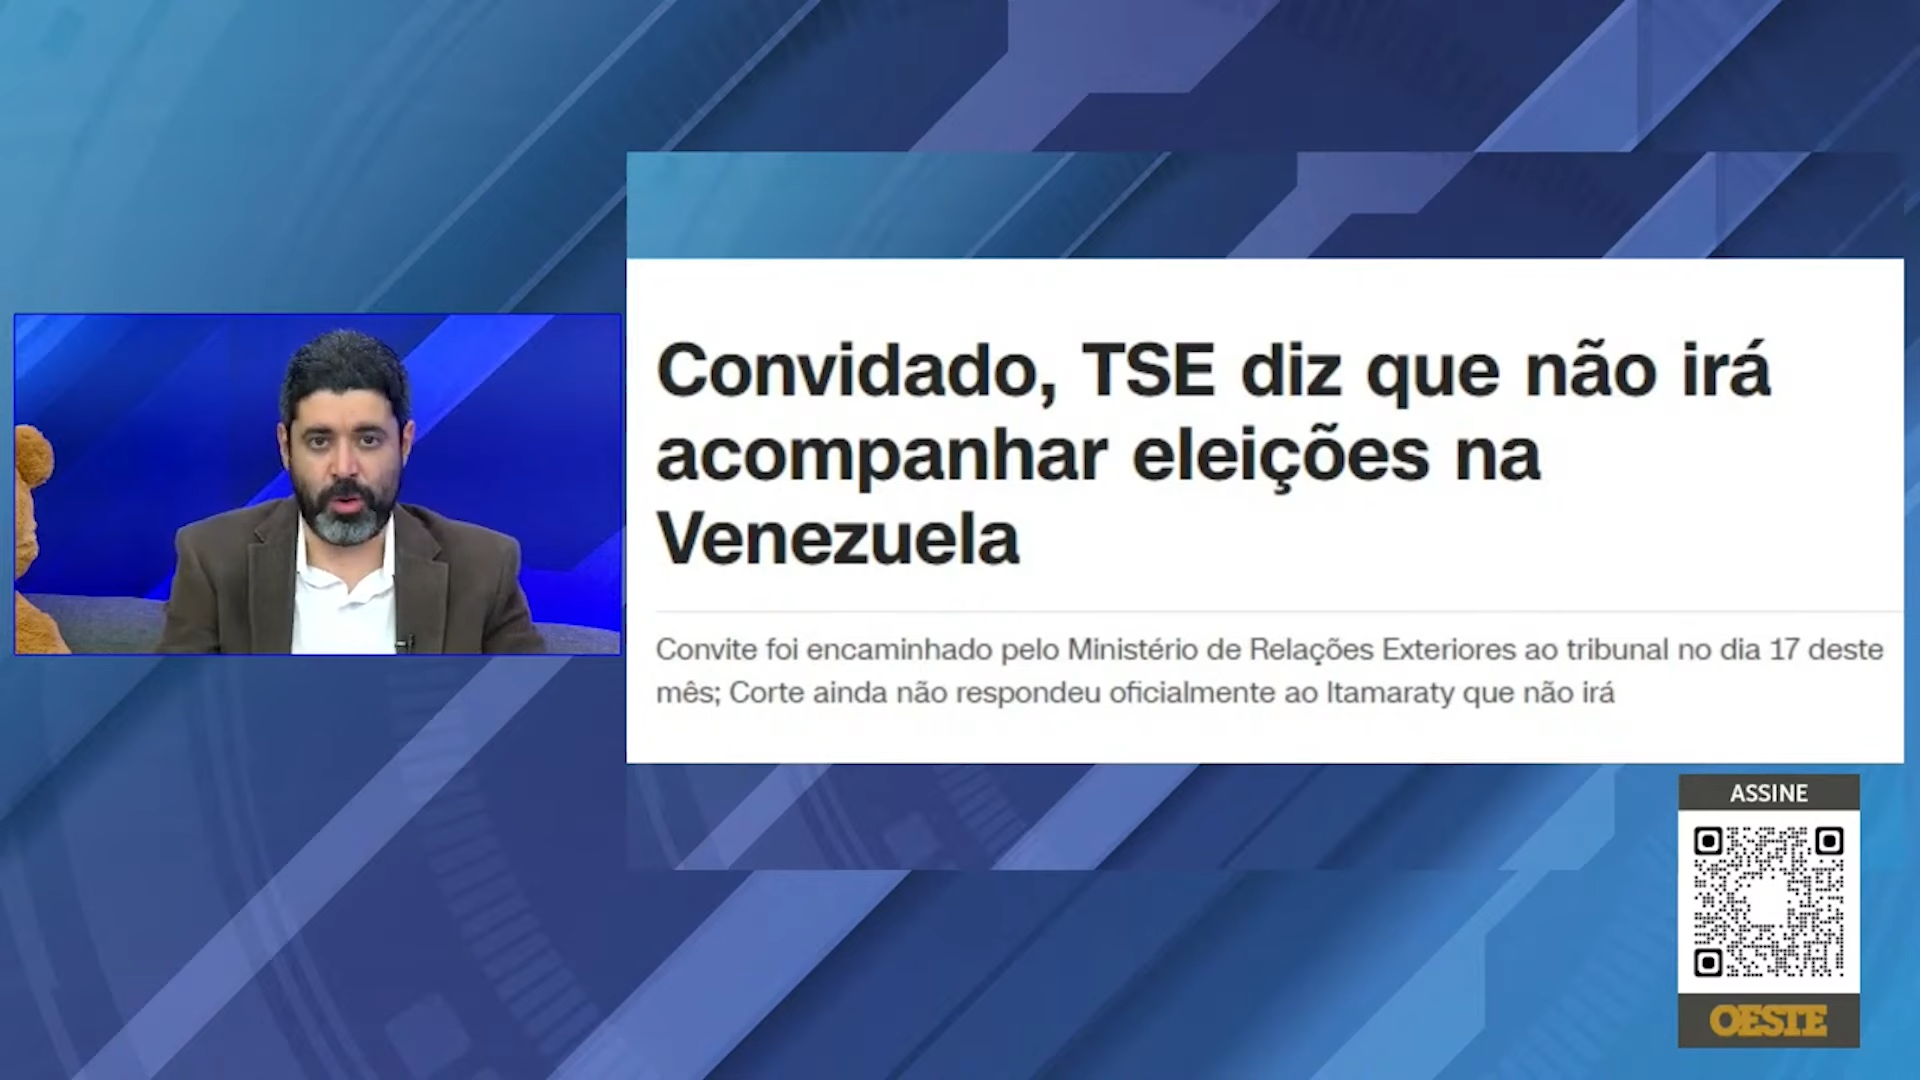 Convidado, TSE diz que não irá
acompanhar eleições na
Venezuela
Convite foi encaminhado pelo Ministério de Relações Exteriores ao tribunal no dia 17 deste
mês; Corte ainda não respondeu oficialmente ao Itamaraty que não irá
ASSINE
OESTE